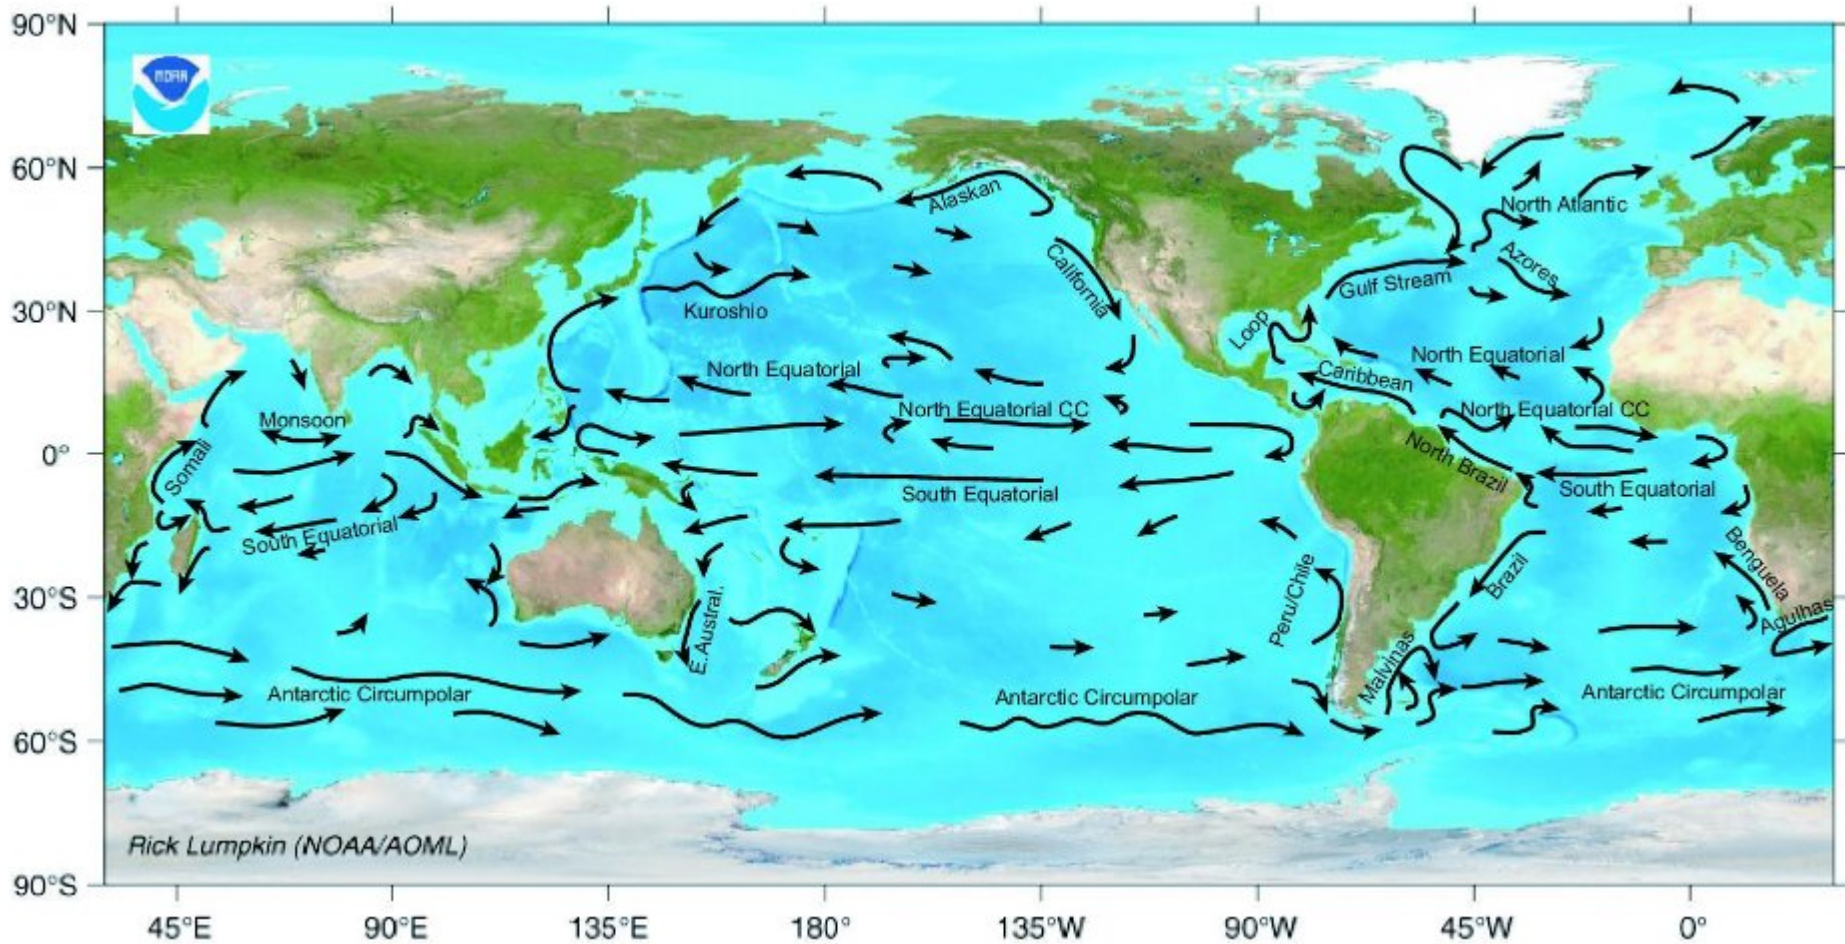 90°N
NOAA
60°N
Alaskan
North Atlantic
California
Azores
Gulf Stream
30°N
Kuroshio
Loop
North Equatorial
North Equatorial
Caribbean
Monsoon
North Equatorial CC
North Equatorial CC
0°
Somali
North Brazil
South Equatorial
South Equatorial
South Equatorial
Brazil
Benguela
30°S
E.Austral.
Peru/Chile
Agulhas
Malvinas
Antarctic Circumpolar
Antarctic Circumpolar
Antarctic Circumpolar
60°S
Rick Lumpkin (NOAA/AOML)
90°S
45°E 90°E 135°E 180° 135°W 90°W 45°W 0°